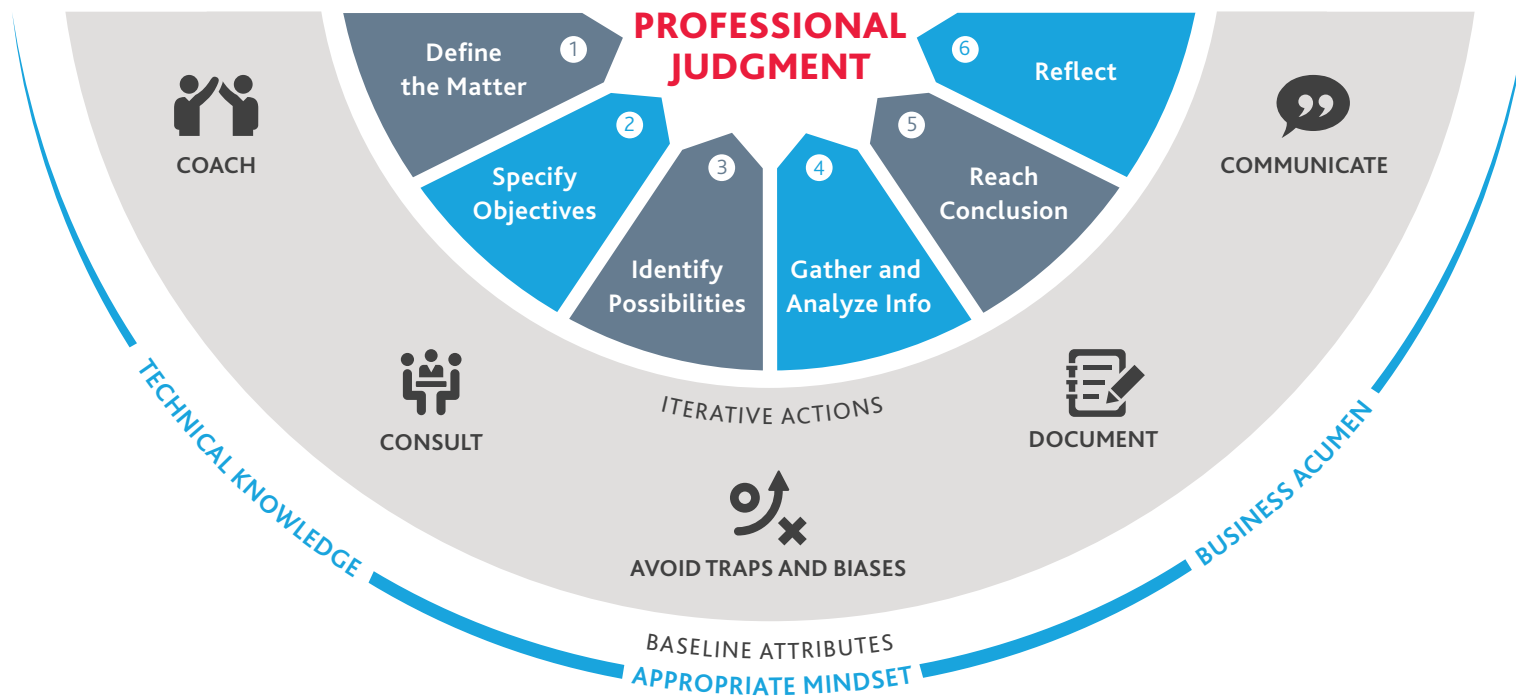 PROFESSIONAL
JUDGMENT
1
Define
the Matter
2
Specify
Objectives
3
Identify
Possibilities
4
Gather and
Analyze Info
5
Reach
Conclusion
6
Reflect
ITERATIVE ACTIONS
COACH
CONSULT
AVOID TRAPS AND BIASES
DOCUMENT
COMMUNICATE
BASELINE ATTRIBUTES
TECHNICAL KNOWLEDGE
APPROPRIATE MINDSET
BUSINESS ACUMEN